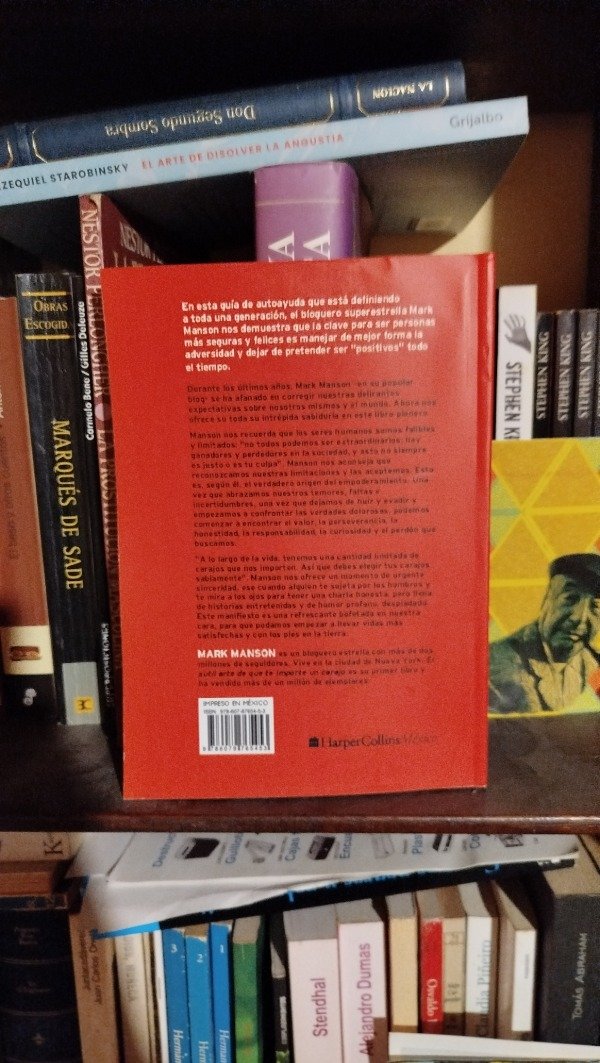 LA NACION
Don Segundo Sombra
Grijalbo
ZEQUIEL STAROBINSKY EL ARTE DE DISOLVER LA ANGUSTIA
OBRAS
ESCOGID
MARQUÉS DE SADE
Carmelo Bene / Gilles Deleuze
NESTOR
En esta guía de autoayuda que está definiendo
a toda una generación, el bloguero superestrella Mark
Manson nos demuestra que la clave para ser personas
más seguras y felices es manejar de mejor forma la
adversidad y dejar de pretender ser "positivos" todo
el tiempo.
Durante los últimos años, Mark Manson -en su popular
blog- se ha afanado en corregir nuestras delirantes
expectativas sobre nosotros mismos y el mundo. Ahora nos
ofrece su toda su intrépida sabiduría en este libro pionero.
Manson nos recuerda que los seres humanos somos falibles
y limitados: "no todos podemos ser extraordinarios: hay
ganadores y perdedores en la sociedad, y esto no siempre
es justo o es tu culpa". Manson nos aconseja que
reconozcamos nuestras limitaciones y las aceptemos. Esto
es, según él, el verdadero origen del empoderamiento. Una
vez que abrazamos nuestros temores, faltas e
incertidumbres, una vez que dejamos de huir y evadir y
empezamos a confrontar las verdades dolorosas, podemos
comenzar a encontrar el valor, la perseverancia, la
honestidad, la responsabilidad, la curiosidad y el perdón que
buscamos.
"A lo largo de la vida, tenemos una cantidad limitada de
carajos que nos importen. Así que debes elegir tus carajos
sabiamente". Manson nos ofrece un momento de urgente
sinceridad, ese cuando alguien te sujeta por los hombros y
te mira a los ojos para tener una charla honesta, pero llena
de historias entretenidas y de humor profano, despiadado.
Este manifiesto es una refrescante bofetada en nuestra
cara, para que podamos empezar a llevar vidas más
satisfechas y con los pies en la tierra.
MARK MANSON es un bloguero estrella con más de dos
millones de seguidores. Vive en la ciudad de Nueva York. El
sutil arte de que te importe un carajo es su primer libro y
ha vendido más de un millón de ejemplares.
IMPRESO EN MÉXICO
HarperCollins México
STEPHEN K
STEPHEN KING
STEPHEN KING
STEPHEN KING
Guillo
Cajas
3
2
1
Stendhal
Alejandro Dumas
Osvaldo
TOMÁS ABRAHAM